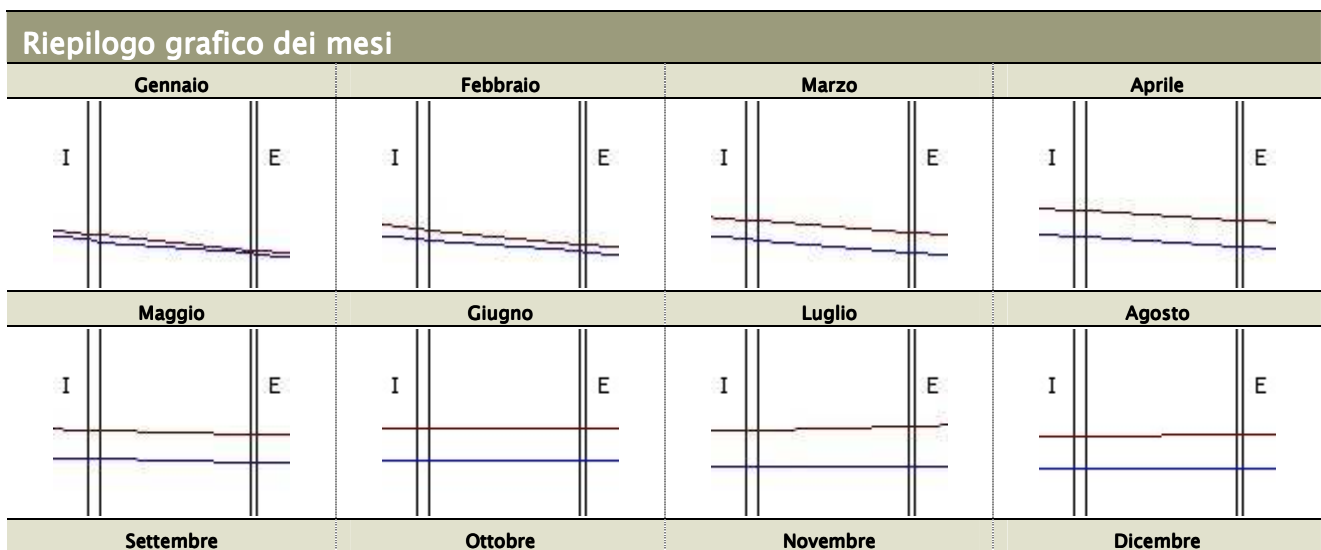 Riepilogo grafico dei mesi
Gennaio Febbraio Marzo Aprile
I E I E I E I E
Maggio Giugno Luglio Agosto
I E I E I E I E
Settembre Ottobre Novembre Dicembre